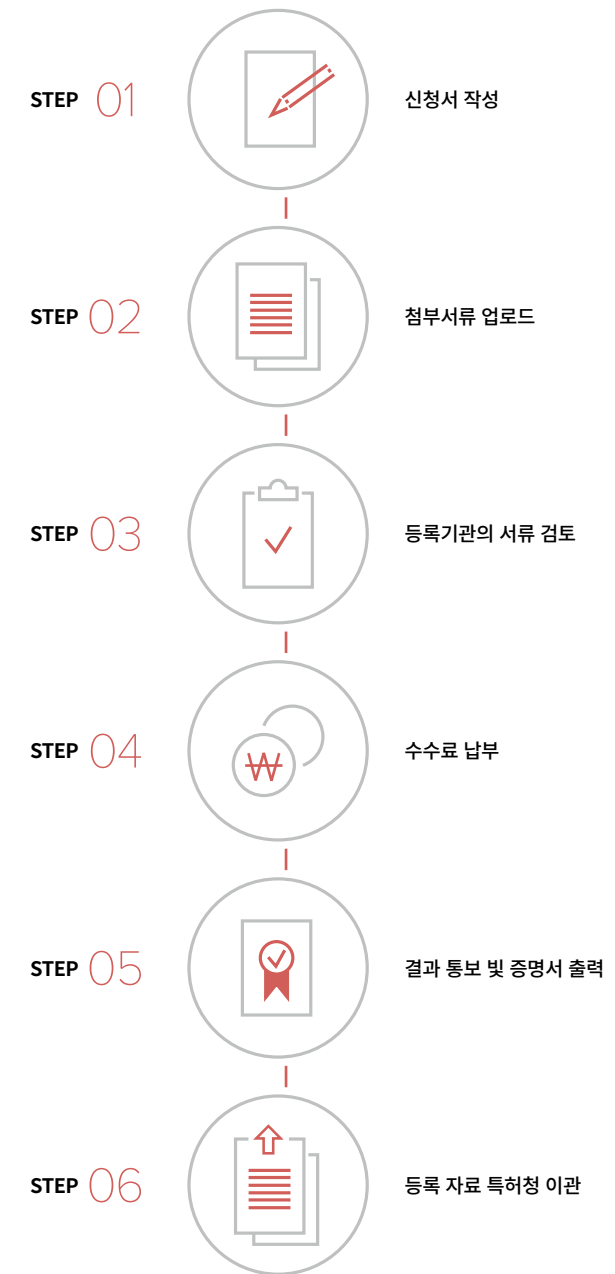 STEP 01 신청서 작성
STEP 02 첨부서류 업로드
STEP 03 등록기관의 서류 검토
STEP 04 수수료 납부
STEP 05 결과 통보 빛 증명서 출력
STEP 06 등록 자료 특허청 이관